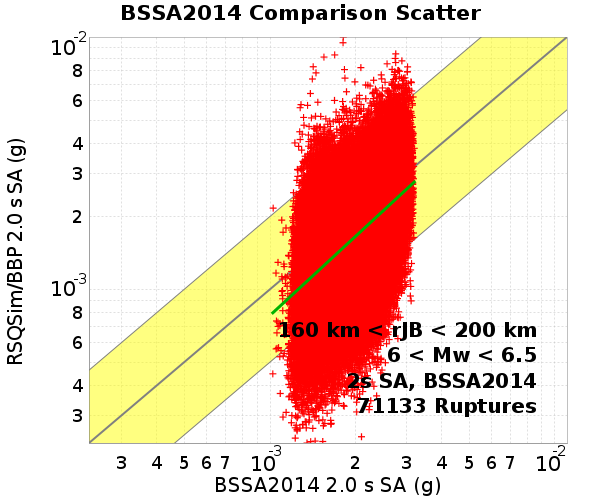 BSSA2014 Comparison Scatter
RSQSim/BBP 2.0 s SA (g)
10-2
8
6
4
3
2
10-3
8
6
4
3
160 km < rJB < 200 km
6 < Mw < 6.5
2s SA, BSSA2014
71133 Ruptures
3 4 5 6 7 10-3 2 3 4 5 6 7 10-2
BSSA2014 2.0 s SA (g)